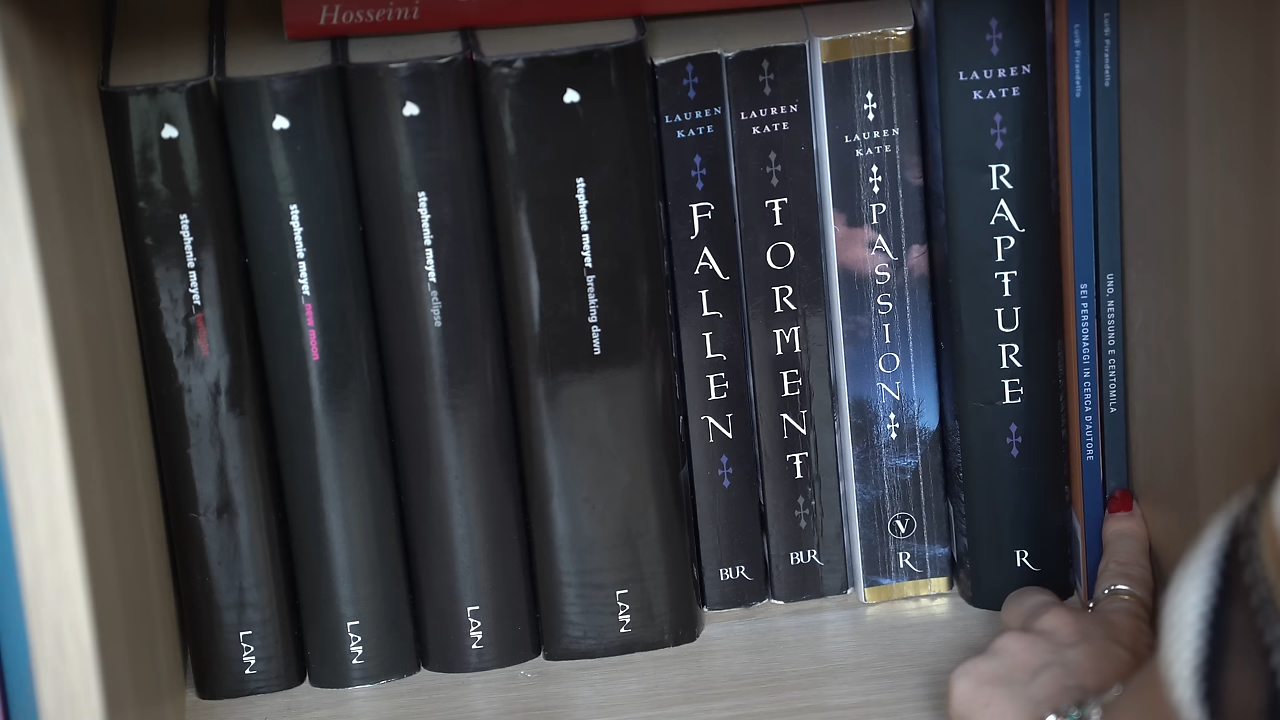 Hosseini
stephenie meyer_twilight
LAIN
stephenie meyer_new moon
LAIN
stephenie meyer_eclipse
LAIN
stephenie meyer_breaking dawn
LAIN
LAUREN
KATE
FALLEN
BUR
LAUREN
KATE
TORMENT
BUR
LAUREN
KATE
PASSION
V
R
LAUREN
KATE
RAPTURE
R
Luigi Pirandello
SEI PERSONAGGI IN CERCA D'AUTORE
Luigi Pirandello
UNO, NESSUNO E CENTOMILA